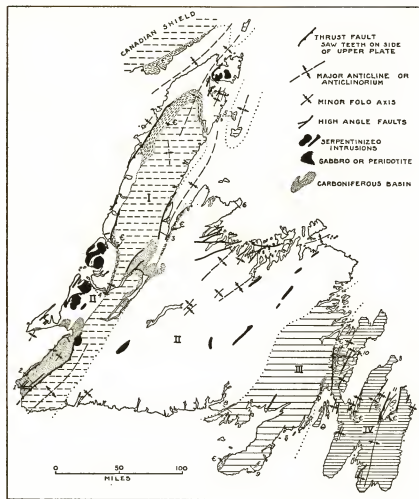 CANADIAN SHIELD
THRUST FAULT
SAW TEETH ON SIDE
OF UPPER PLATE
MAJOR ANTICLINE OR
ANTICLINORIUM
MINOR FOLD AXIS
HIGH ANGLE FAULTS
SERPENTINIZED
INTRUSIONS
GABBRO OR PERIDOTITE
CARBONIFEROUS BASIN
I
II
II
III
IV
0 50 100
MILES